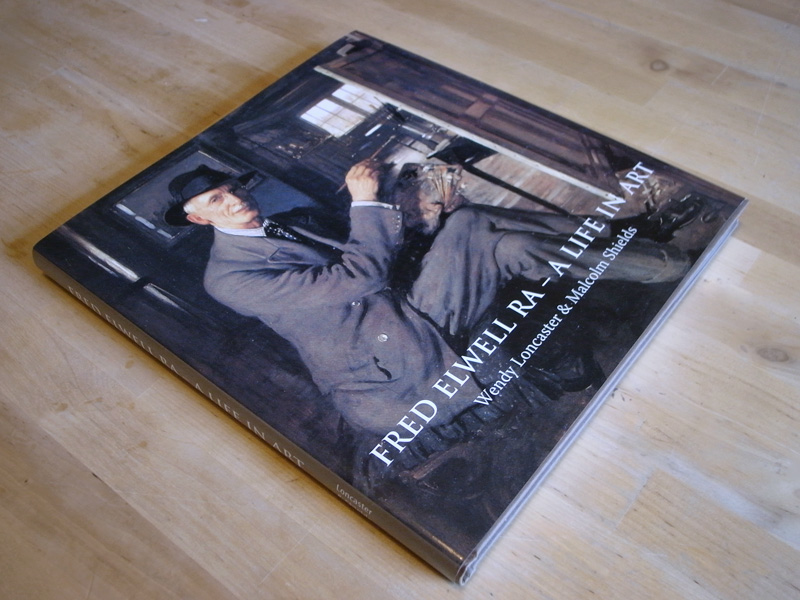 FRED ELWELL RA – A LIFE IN ART
Wendy Loncaster & Malcolm Shields
FRED ELWELL RA – A LIFE IN ART
Loncaster